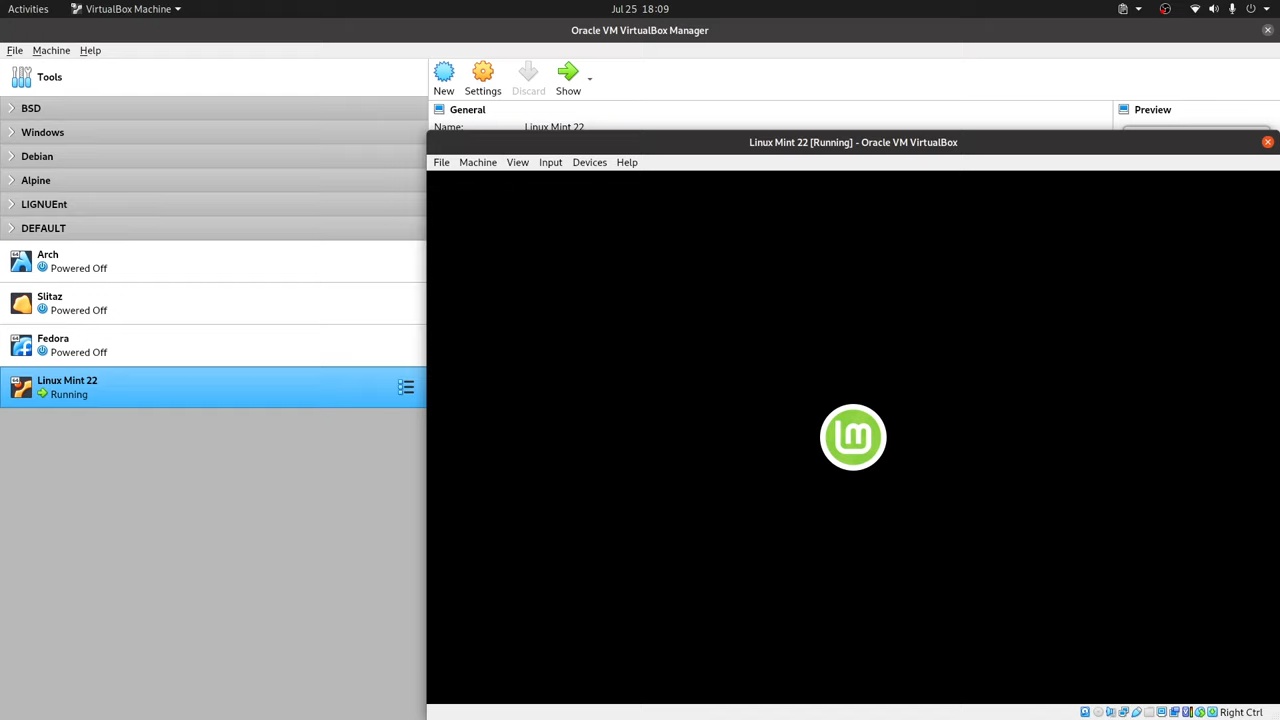 Activities VirtualBox Machine Jul 25 18:09
Oracle VM VirtualBox Manager
File Machine Help
Tools
New Settings Discard Show
BSD
Windows
Debian
Alpine
LIGNUEnt
DEFAULT
Arch
Powered Off
Slitaz
Powered Off
Fedora
Powered Off
Linux Mint 22
Running
General
Name: Linux Mint 22
Preview
Linux Mint 22 [Running] - Oracle VM VirtualBox
File Machine View Input Devices Help
lm
Right Ctrl